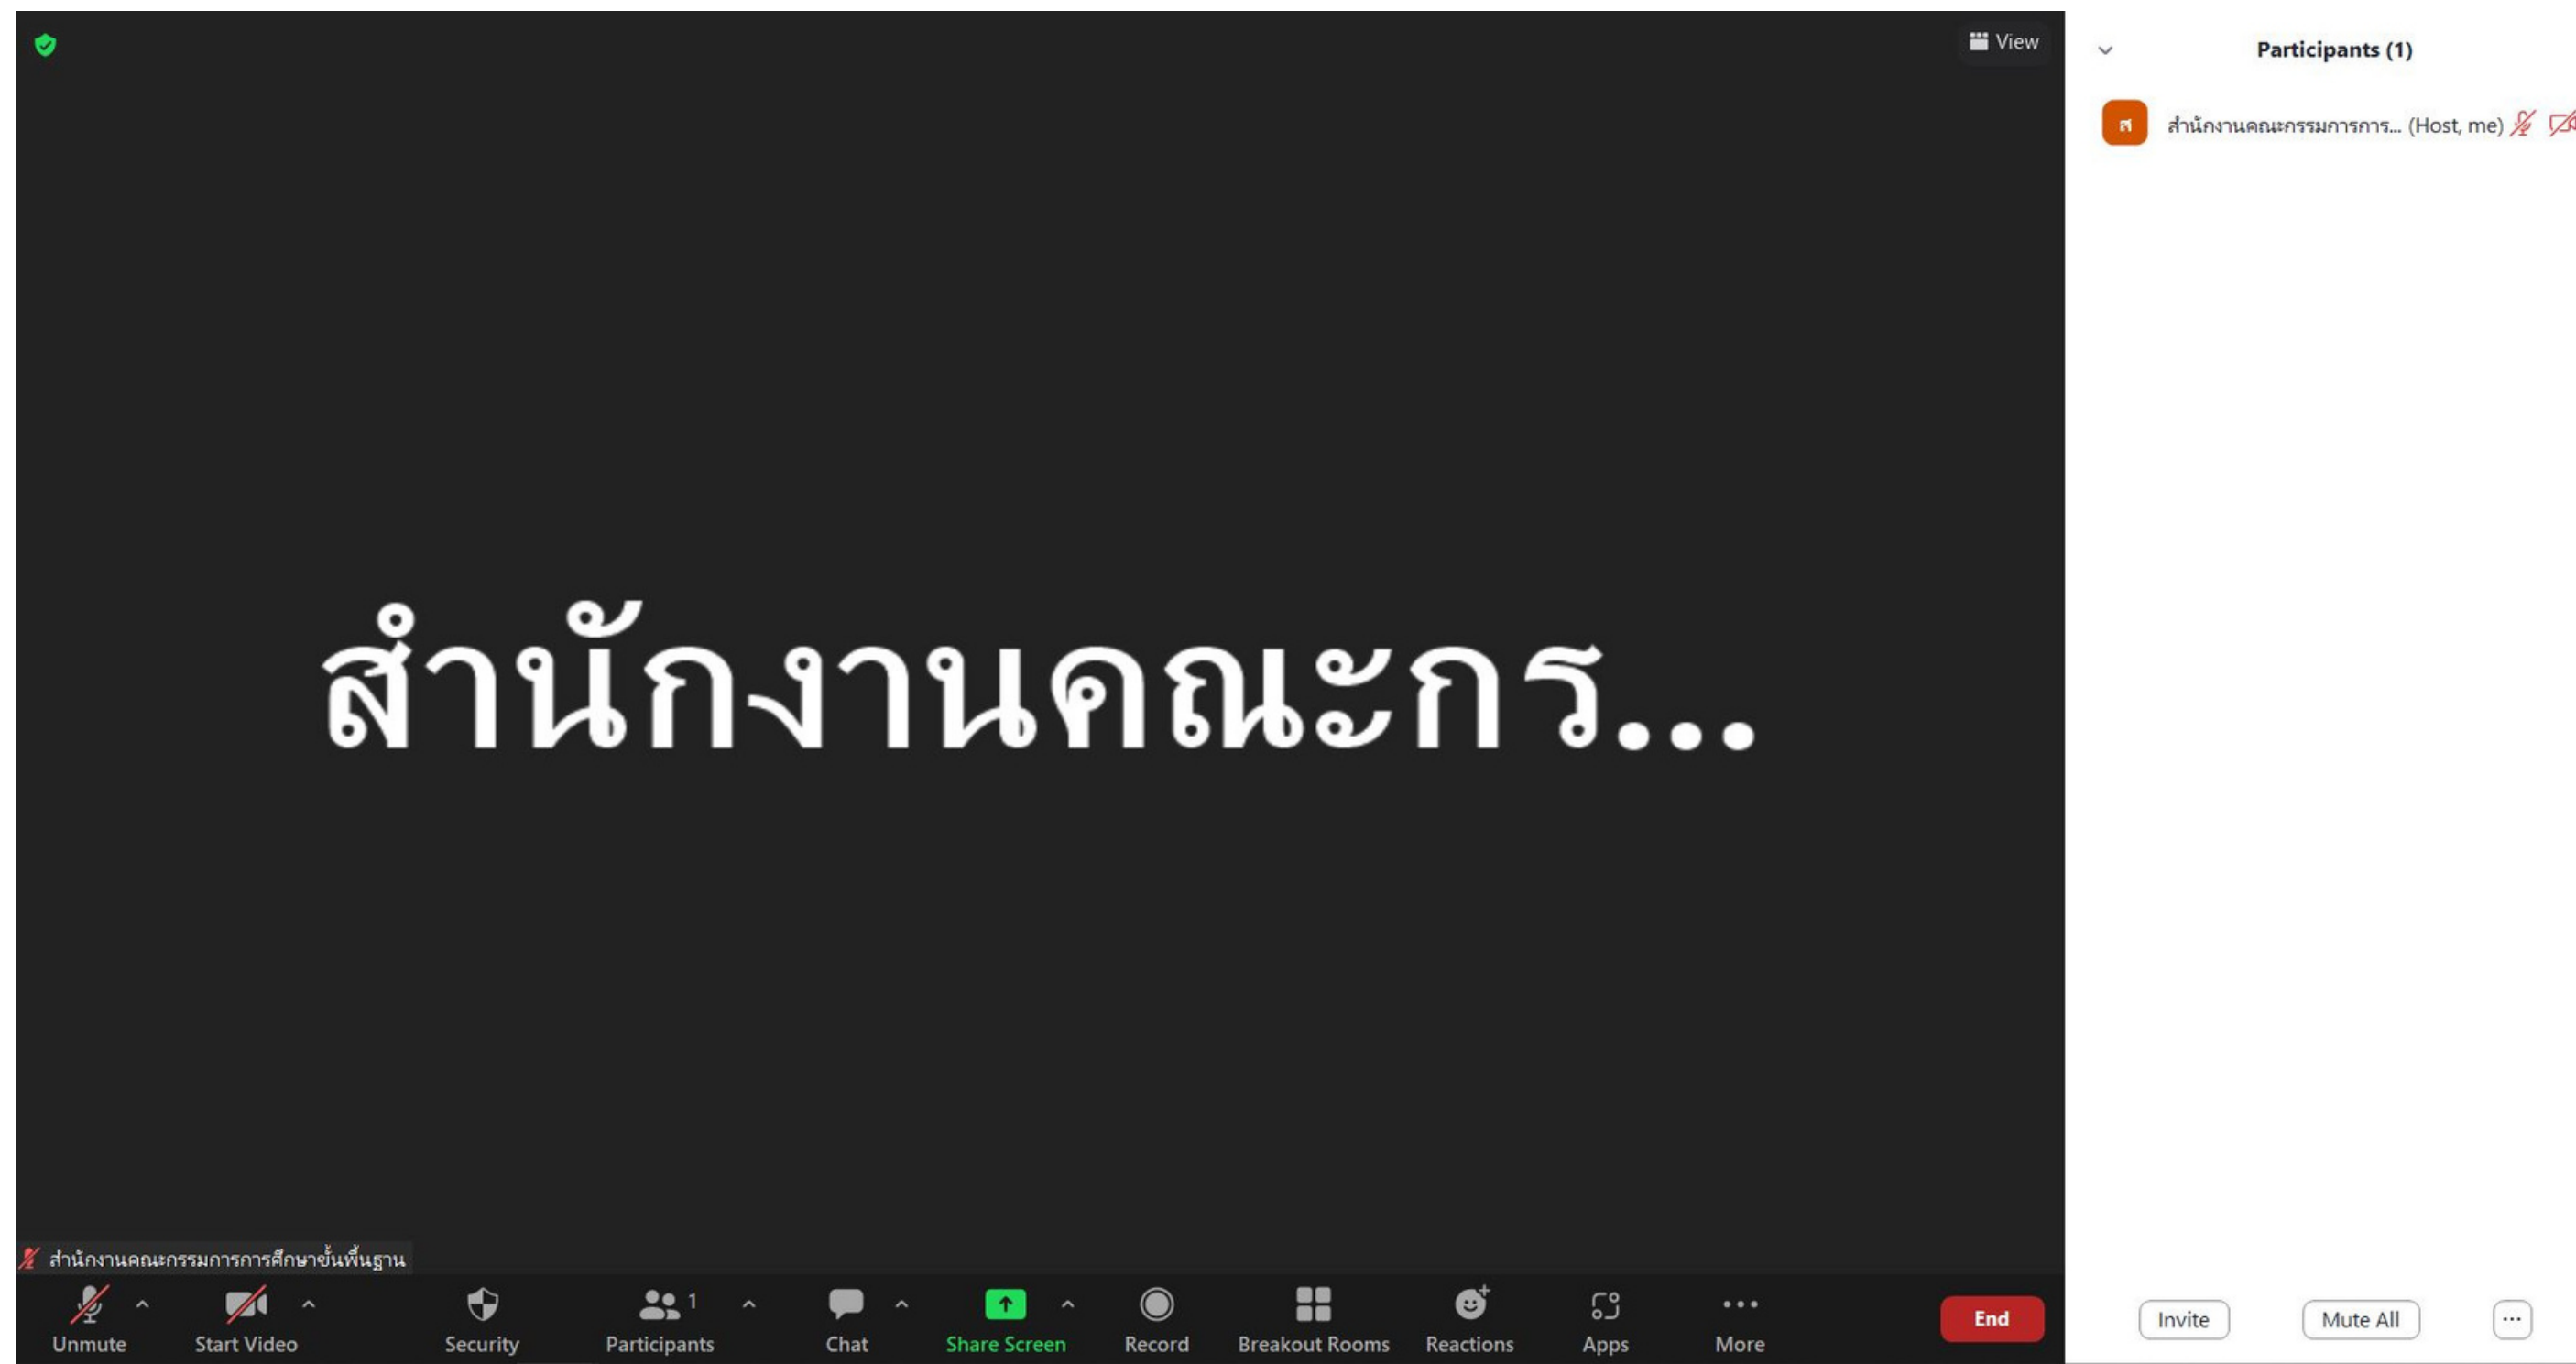 View
Participants (1)
ส
สำนักงานคณะกรรมการการ... (Host, me)
สำนักงานคณะกร...
สำนักงานคณะกรรมการการศึกษาขั้นพื้นฐาน
1
Unmute
Start Video
Security
Participants
Chat
Share Screen
Record
Breakout Rooms
Reactions
Apps
More
End
Invite
Mute All